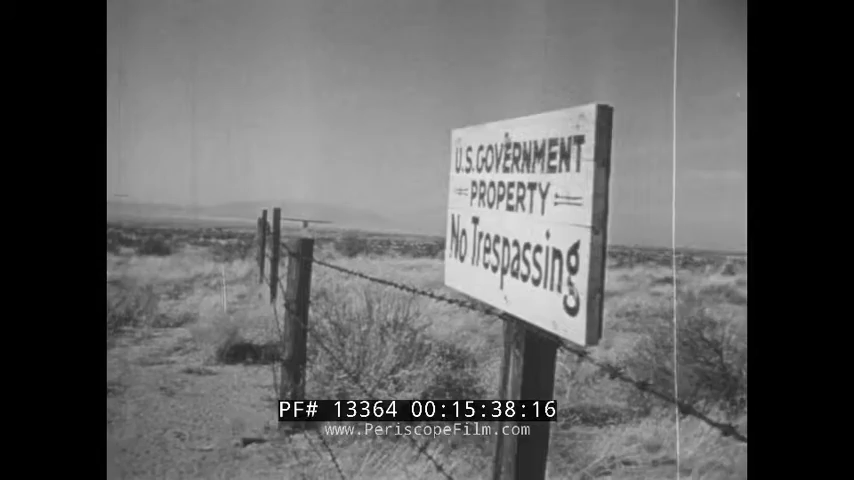 U.S. GOVERNMENT
PROPERTY
No Trespassing
PF# 13364 00:15:38:16
www.PeriscopeFilm.com